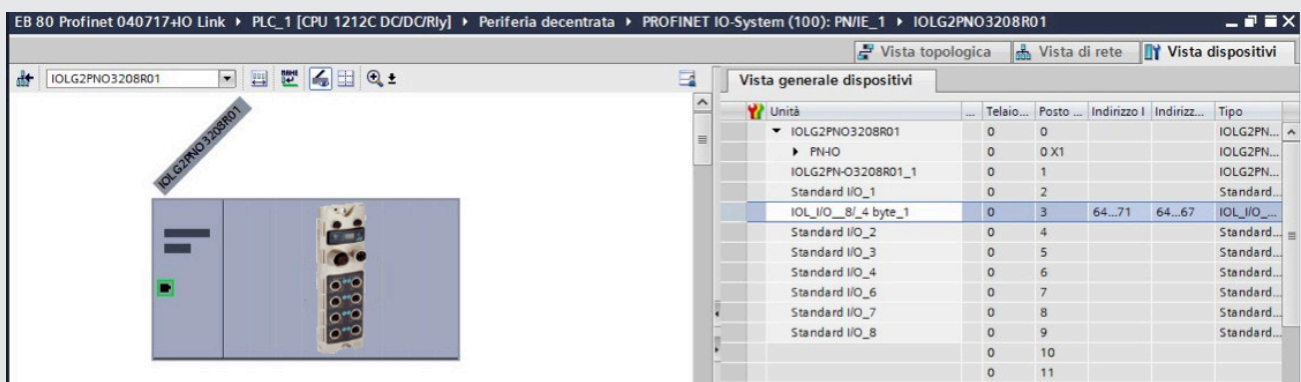 EB 80 Profinet 040717+IO Link ▸ PLC_1 [CPU 1212C DC/DC/Rly] ▸ Periferia decentrata ▸ PROFINET IO-System (100): PN/IE_1 ▸ IOLG2PNO3208R01
Vista topologica Vista di rete Vista dispositivi
IOLG2PNO3208R01
IOLG2PNO3208R01
Vista generale dispositivi
Unità ... Telaio... Posto ... Indirizzo I Indirizz... Tipo
IOLG2PNO3208R01 0 0 IOLG2PN...
PN-IO 0 0 X1 IOLG2PN...
IOLG2PN-O3208R01_1 0 1 IOLG2PN...
Standard I/O_1 0 2 Standard...
IOL_I/O__8/_4 byte_1 0 3 64...71 64...67 IOL_I/O_...
Standard I/O_2 0 4 Standard...
Standard I/O_3 0 5 Standard...
Standard I/O_4 0 6 Standard...
Standard I/O_6 0 7 Standard...
Standard I/O_7 0 8 Standard...
Standard I/O_8 0 9 Standard...
0 10
0 11